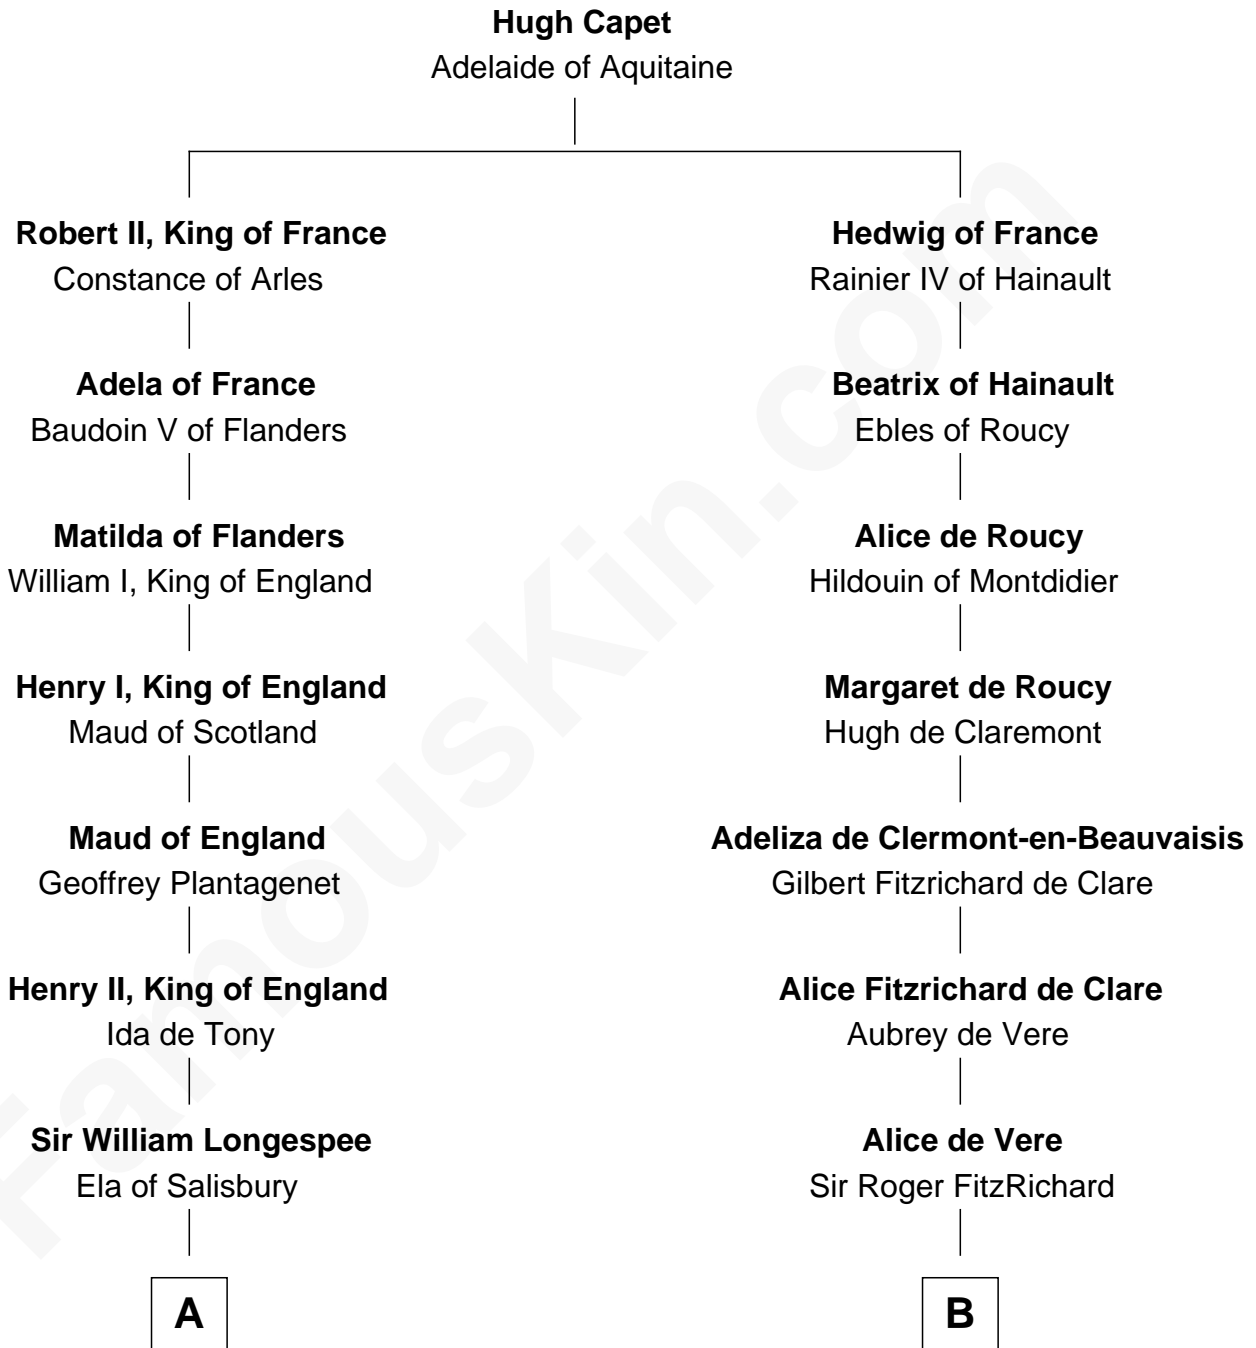 Hugh Capet
Adelaide of Aquitaine
Robert II, King of France
Constance of Arles
Hedwig of France
Rainier IV of Hainault
Adela of France
Baudoin V of Flanders
Beatrix of Hainault
Ebles of Roucy
Matilda of Flanders
William I, King of England
Alice de Roucy
Hildouin of Montdidier
Henry I, King of England
Maud of Scotland
Margaret de Roucy
Hugh de Claremont
Maud of England
Geoffrey Plantagenet
Adeliza de Clermont-en-Beauvaisis
Gilbert Fitzrichard de Clare
Henry II, King of England
Ida de Tony
Alice Fitzrichard de Clare
Aubrey de Vere
Sir William Longespee
Ela of Salisbury
Alice de Vere
Sir Roger FitzRichard
A
B
FamousKin.com